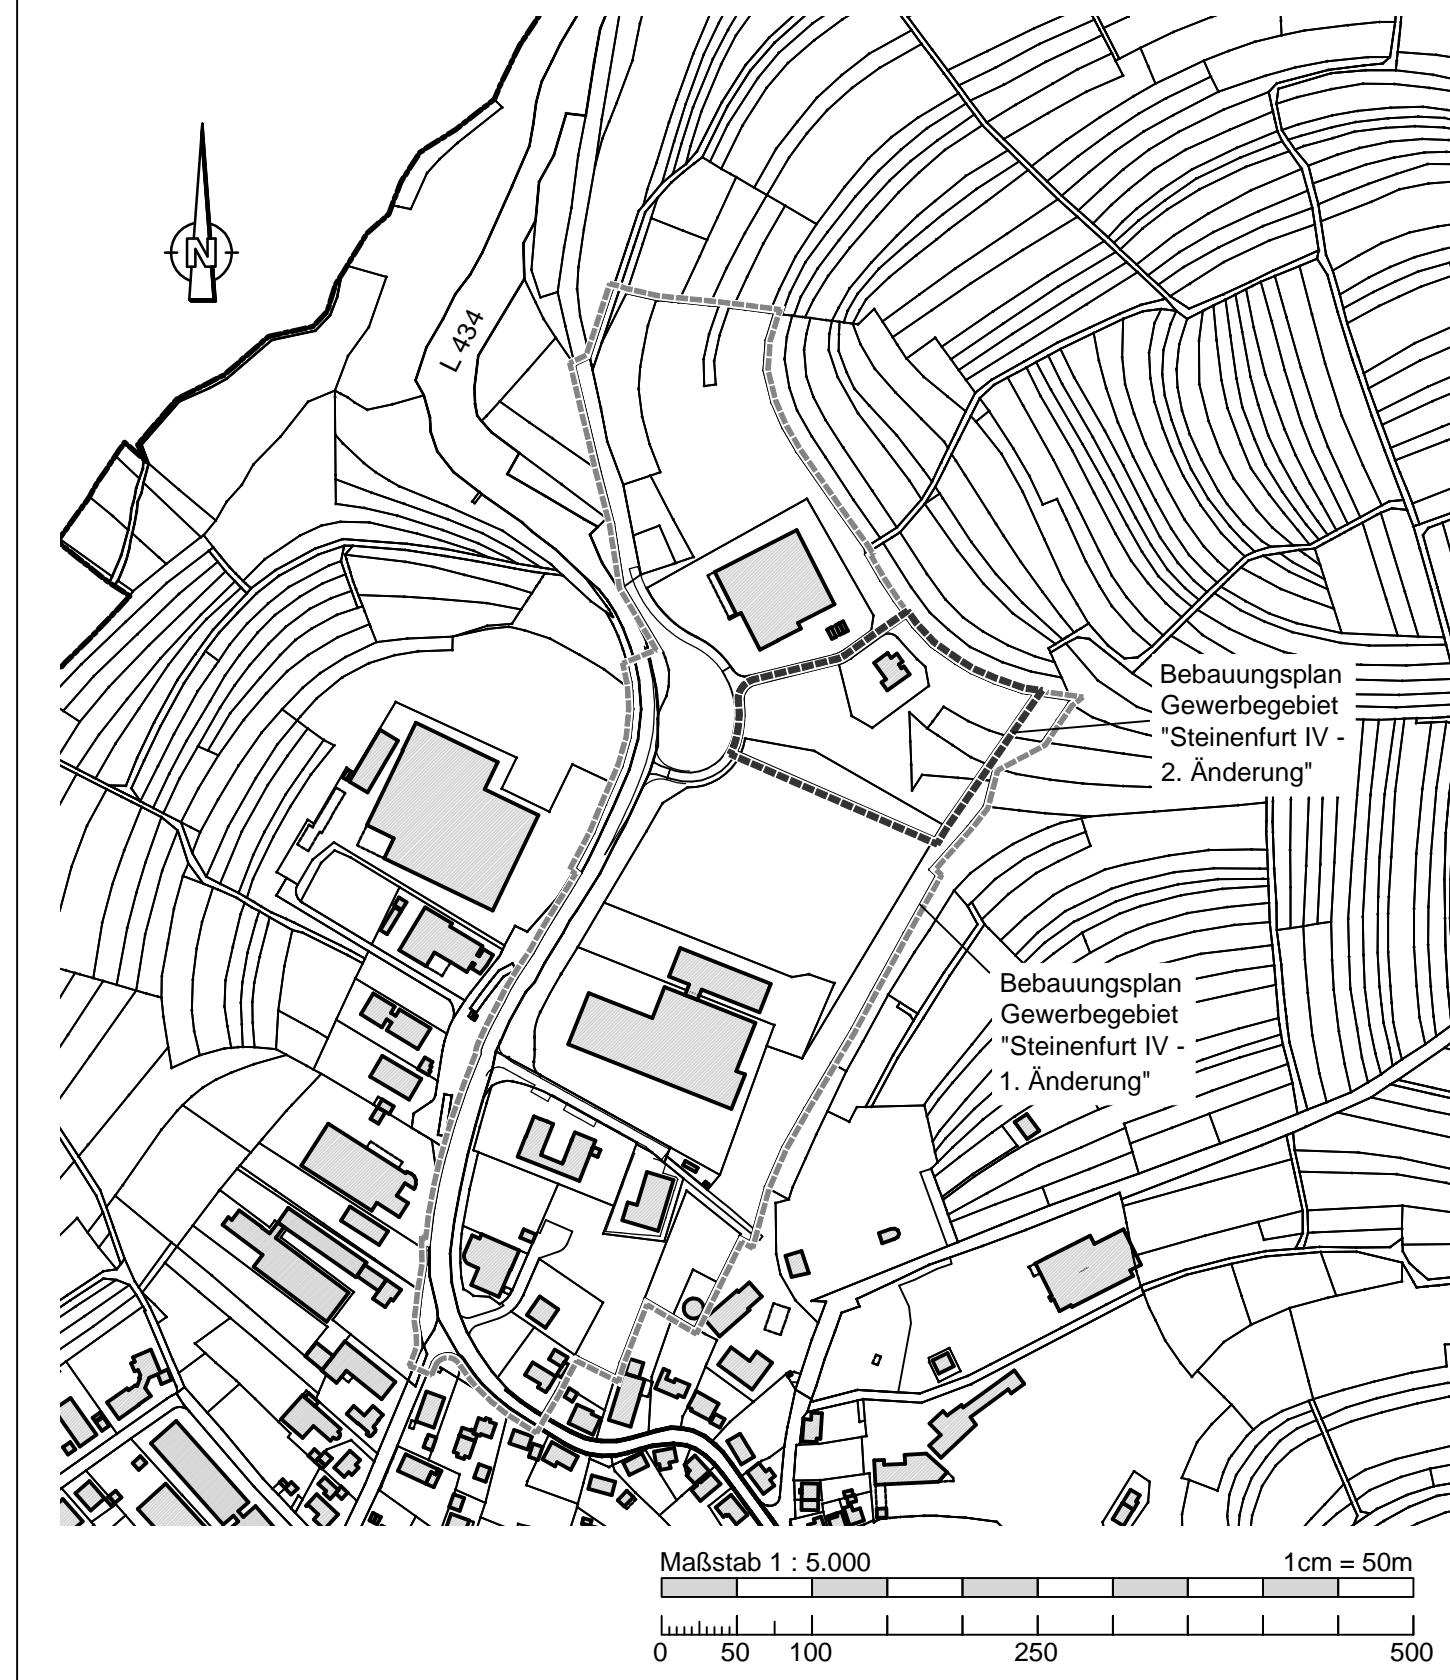 N
L 434
Bebauungsplan
Gewerbegebiet
"Steinenfurt IV -
2. Änderung"
Bebauungsplan
Gewerbegebiet
"Steinenfurt IV -
1. Änderung"
Maßstab 1 : 5.000 1cm = 50m
0 50 100 250 500